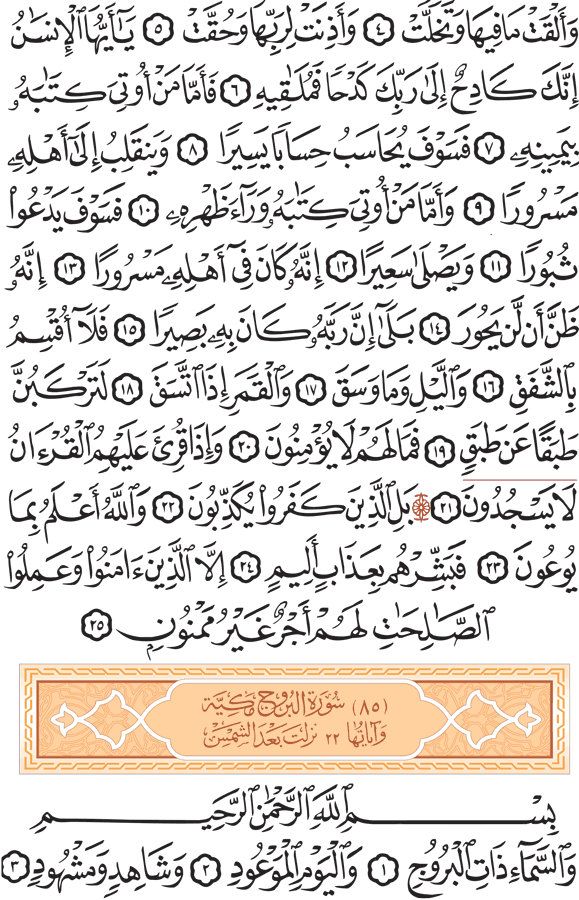 وَأَلۡقَتۡ مَا فِيهَا وَتَخَلَّتۡ ٤ وَأَذِنَتۡ لِرَبِّهَا وَحُقَّتۡ ٥ يَٰٓأَيُّهَا ٱلۡإِنسَٰنُ
إِنَّكَ كَادِحٌ إِلَىٰ رَبِّكَ كَدۡحٗا فَمُلَٰقِيهِ ٦ فَأَمَّا مَنۡ أُوتِيَ كِتَٰبَهُۥ
بِيَمِينِهِۦ ٧ فَسَوۡفَ يُحَاسَبُ حِسَابٗا يَسِيرٗا ٨ وَيَنقَلِبُ إِلَىٰٓ أَهۡلِهِۦ
مَسۡرُورٗا ٩ وَأَمَّا مَنۡ أُوتِيَ كِتَٰبَهُۥ وَرَآءَ ظَهۡرِهِۦ ١٠ فَسَوۡفَ يَدۡعُواْ
ثُبُورٗا ١١ وَيَصۡلَىٰ سَعِيرًا ١٢ إِنَّهُۥ كَانَ فِيٓ أَهۡلِهِۦ مَسۡرُورًا ١٣ إِنَّهُۥ
ظَنَّ أَن لَّن يَحُورَ ١٤ بَلَىٰٓ إِنَّ رَبَّهُۥ كَانَ بِهِۦ بَصِيرٗا ١٥ فَلَآ أُقۡسِمُ
بِٱلشَّفَقِ ١٦ وَٱلَّيۡلِ وَمَا وَسَقَ ١٧ وَٱلۡقَمَرِ إِذَا ٱتَّسَقَ ١٨ لَتَرۡكَبُنَّ
طَبَقًا عَن طَبَقٖ ١٩ فَمَا لَهُمۡ لَا يُؤۡمِنُونَ ٢٠ وَإِذَا قُرِئَ عَلَيۡهِمُ ٱلۡقُرۡءَانُ
لَا يَسۡجُدُونَۤ ٢١ بَلِ ٱلَّذِينَ كَفَرُواْ يُكَذِّبُونَ ٢٢ وَٱللَّهُ أَعۡلَمُ بِمَا
يُوعُونَ ٢٣ فَبَشِّرۡهُم بِعَذَابٍ أَلِيمٍ ٢٤ إِلَّا ٱلَّذِينَ ءَامَنُواْ وَعَمِلُواْ
ٱلصَّٰلِحَٰتِ لَهُمۡ أَجۡرٌ غَيۡرُ مَمۡنُونِۭ ٢٥
(٨٥) سُورَةُ البُرُوجِ مَكِيَّة
وَآيَاتُهَا ٢٢ نَزَلَتْ بَعْدَ الشَّمْسِ
بِسۡمِ ٱللَّهِ ٱلرَّحۡمَٰنِ ٱلرَّحِيمِ
وَٱلسَّمَآءِ ذَاتِ ٱلۡبُرُوجِ ١ وَٱلۡيَوۡمِ ٱلۡمَوۡعُودِ ٢ وَشَاهِدٖ وَمَشۡهُودٖ ٣